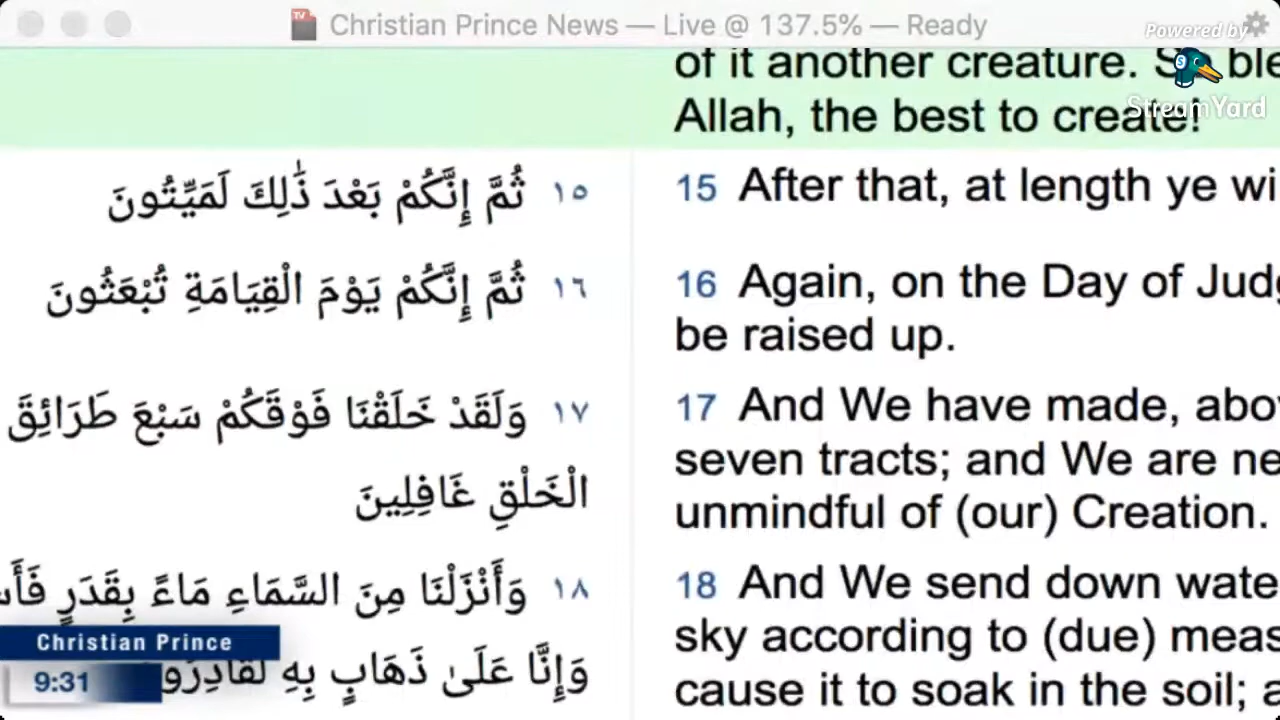 Christian Prince News — Live @ 137.5% — Ready
Powered by
StreamYard
of it another creature.
Allah, the best to create!
١٥ ثُمَّ إِنَّكُمْ بَعْدَ ذَٰلِكَ لَمَيِّتُونَ
15 After that, at length ye
١٦ ثُمَّ إِنَّكُمْ يَوْمَ الْقِيَامَةِ تُبْعَثُونَ
16 Again, on the Day of
be raised up.
١٧ وَلَقَدْ خَلَقْنَا فَوْقَكُمْ سَبْعَ طَرَائِقَ
الْخَلْقِ غَافِلِينَ
17 And We have made,
seven tracts; and We are
unmindful of (our) Creation.
١٨ وَأَنْزَلْنَا مِنَ السَّمَاءِ مَاءً بِقَدَرٍ
وَإِنَّا عَلَىٰ ذَهَابٍ بِهِ
18 And We send down
sky according to (due)
cause it to soak in the soil;
Christian Prince
9:31